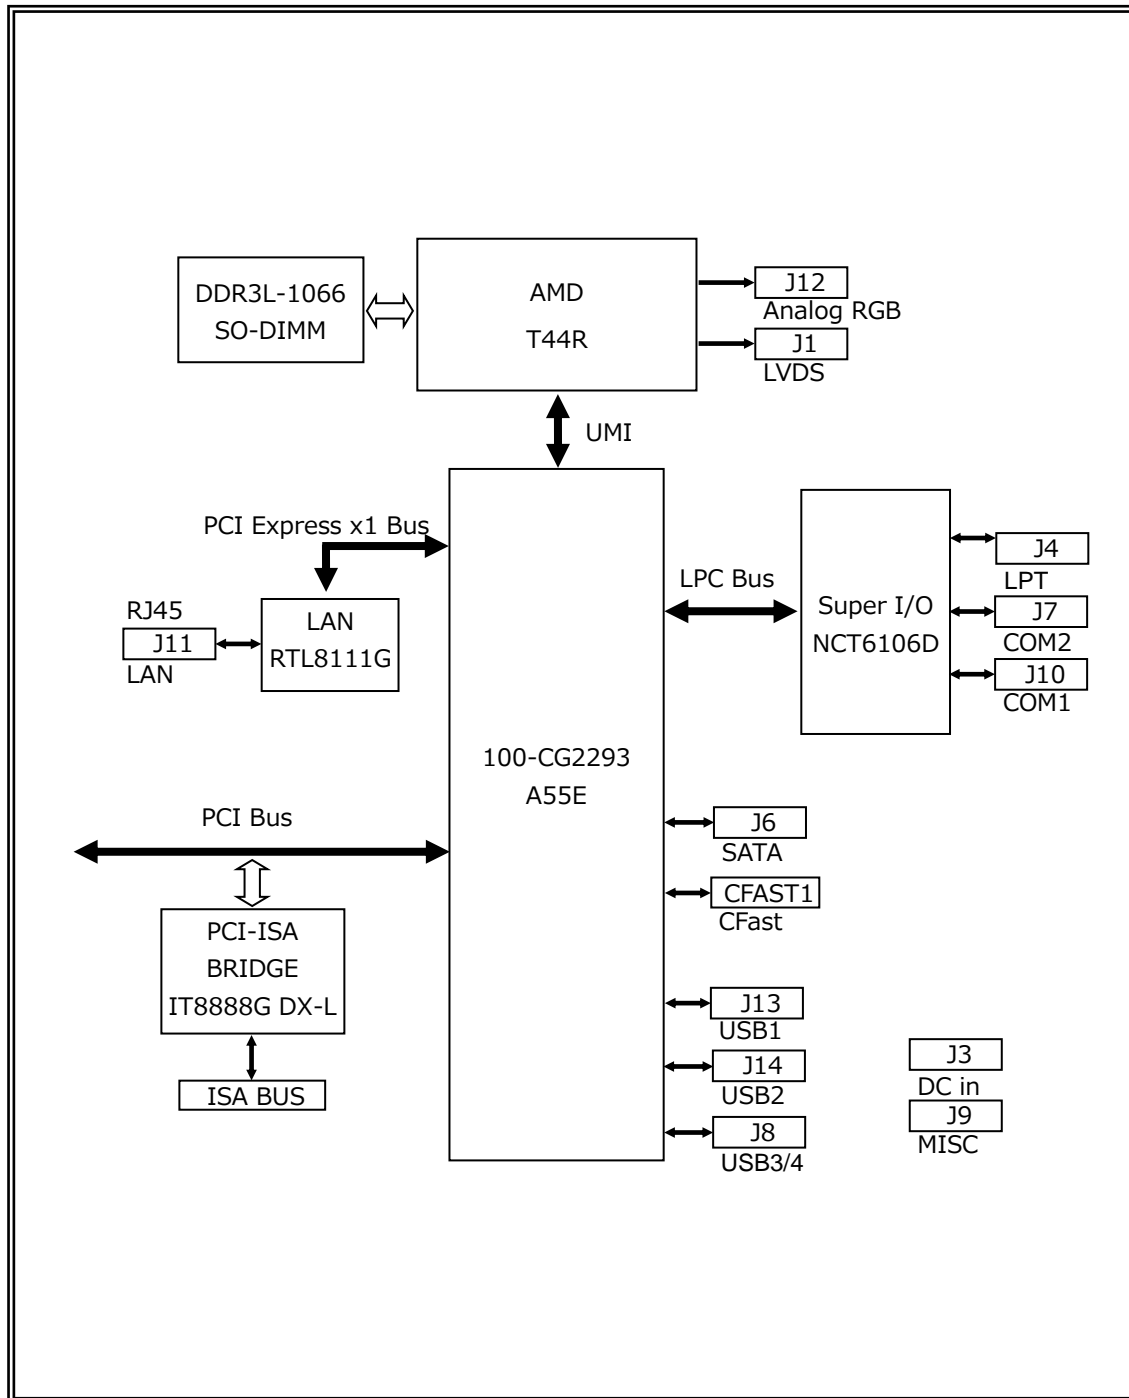 DDR3L-1066
SO-DIMM
AMD
T44R
J12
Analog RGB
J1
LVDS
UMI
PCI Express x1 Bus
RJ45
J11
LAN
LAN
RTL8111G
LPC Bus
Super I/O
NCT6106D
J4
LPT
J7
COM2
J10
COM1
100-CG2293
A55E
PCI Bus
PCI-ISA
BRIDGE
IT8888G DX-L
ISA BUS
J6
SATA
CFAST1
CFast
J13
USB1
J14
USB2
J8
USB3/4
J3
DC in
J9
MISC